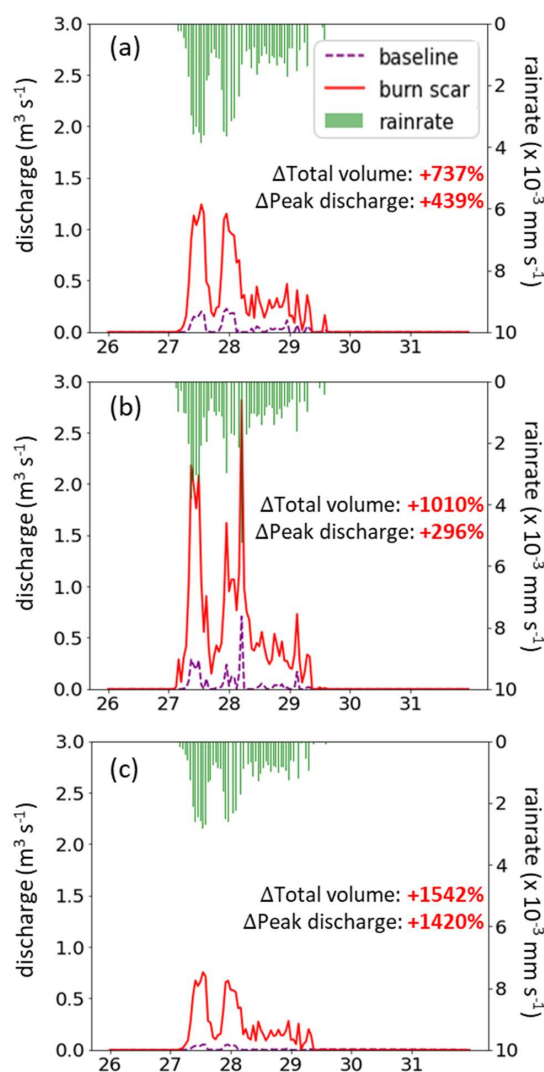 (a)
baseline
burn scar
rainrate
ΔTotal volume: +737%
ΔPeak discharge: +439%
discharge (m³ s⁻¹)
3.0
2.5
2.0
1.5
1.0
0.5
0.0
26 27 28 29 30 31
0
2
4
6
8
10
rainrate (x 10⁻³ mm s⁻¹)
(b)
ΔTotal volume: +1010%
ΔPeak discharge: +296%
discharge (m³ s⁻¹)
3.0
2.5
2.0
1.5
1.0
0.5
0.0
26 27 28 29 30 31
0
2
4
6
8
10
rainrate (x 10⁻³ mm s⁻¹)
(c)
ΔTotal volume: +1542%
ΔPeak discharge: +1420%
discharge (m³ s⁻¹)
3.0
2.5
2.0
1.5
1.0
0.5
0.0
26 27 28 29 30 31
0
2
4
6
8
10
rainrate (x 10⁻³ mm s⁻¹)